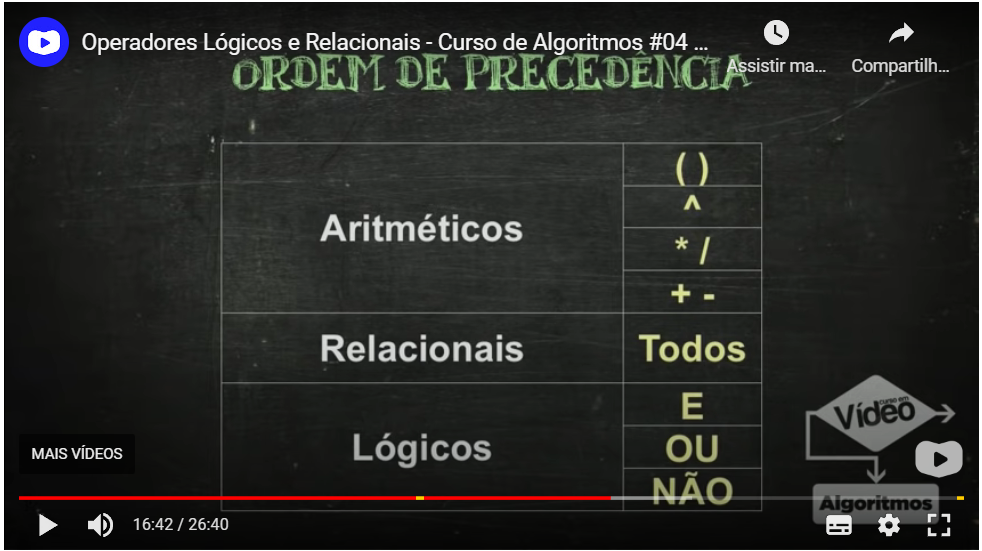 Operadores Lógicos e Relacionais - Curso de Algoritmos #04 ...
Assistir ma...
Compartilh...
ORDEM DE PRECEDÊNCIA
Aritméticos
( )
^
* /
+ -
Relacionais
Todos
Lógicos
E
OU
NÃO
curso em
Vídeo
Algoritmos
MAIS VÍDEOS
16:42 / 26:40